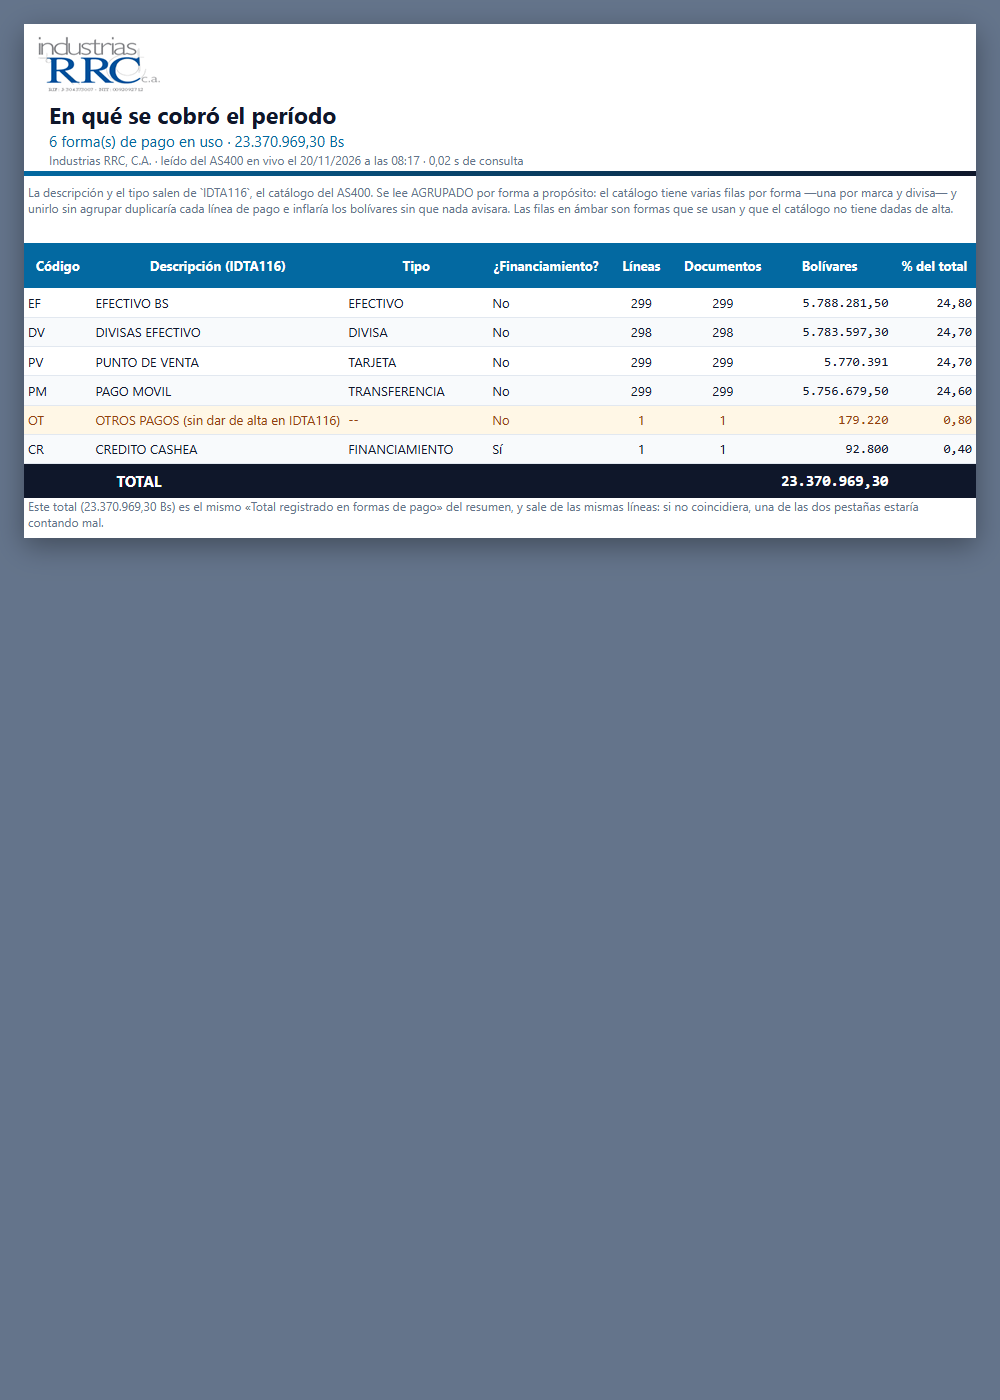 industrias
RRC c.a.
En qué se cobró el período
6 forma(s) de pago en uso · 23.370.969,30 Bs
Industrias RRC, C.A. · leído del AS400 en vivo el 20/11/2026 a las 08:17 · 0,02 s de consulta
La descripción y el tipo salen de `IDTA116`, el catálogo del AS400. Se lee AGRUPADO por forma a propósito: el catálogo tiene varias filas por forma —una por marca y divisa— y
unirlo sin agrupar duplicaría cada línea de pago e inflaría los bolívares sin que nada avisara. Las filas en ámbar son formas que se usan y que el catálogo no tiene dadas de alta.
Código Descripción (IDTA116) Tipo ¿Financiamiento? Líneas Documentos Bolívares % del total
EF EFECTIVO BS EFECTIVO No 299 299 5.788.281,50 24,80
DV DIVISAS EFECTIVO DIVISA No 298 298 5.783.597,30 24,70
PV PUNTO DE VENTA TARJETA No 299 299 5.770.391 24,70
PM PAGO MOVIL TRANSFERENCIA No 299 299 5.756.679,50 24,60
OT OTROS PAGOS (sin dar de alta en IDTA116) -- No 1 1 179.220 0,80
CR CREDITO CASHEA FINANCIAMIENTO Sí 1 1 92.800 0,40
TOTAL 23.370.969,30
Este total (23.370.969,30 Bs) es el mismo «Total registrado en formas de pago» del resumen, y sale de las mismas líneas: si no coincidiera, una de las dos pestañas estaría
contando mal.